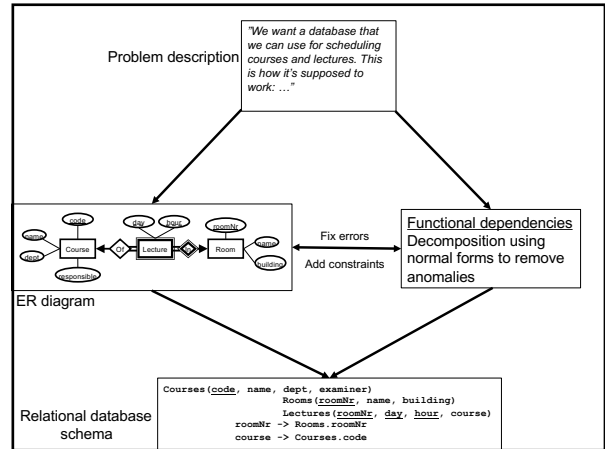 Problem description
"We want a database that
we can use for scheduling
courses and lectures. This
is how it's supposed to
work: …"
code
name
dept
Course
responsible
Of
day
hour
Lecture
In
roomNr
Room
name
building
ER diagram
Fix errors
Add constraints
Functional dependencies
Decomposition using
normal forms to remove
anomalies
Relational database
schema
Courses(code, name, dept, examiner)
Rooms(roomNr, name, building)
Lectures(roomNr, day, hour, course)
roomNr -> Rooms.roomNr
course -> Courses.code